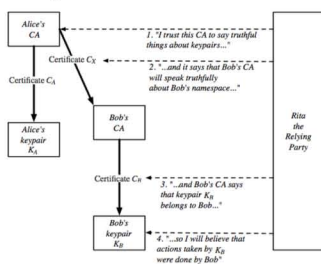 Alice's
CA
1. "I trust this CA to say truthful
things about keypairs..."
Certificate CX
2. "...and it says that Bob's CA
will speak truthfully
about Bob's namespace..."
Certificate CA
Bob's
CA
Rita
the
Relying
Party
Alice's
keypair
KA
Certificate CB
3. "...and Bob's CA says
that keypair KB
belongs to Bob..."
Bob's
keypair
KB
4. "...so I will believe that
actions taken by KB
were done by Bob"